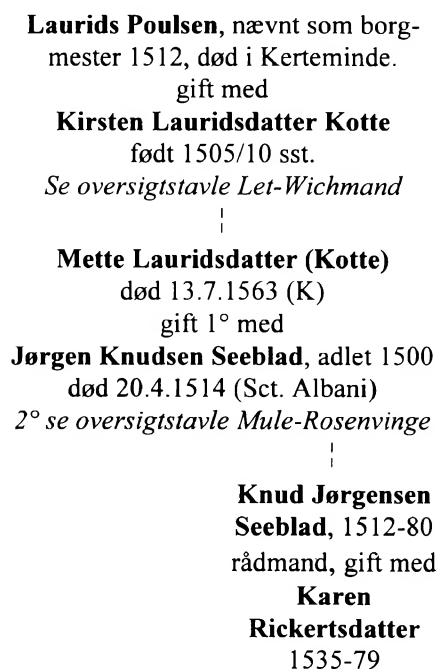 Laurids Poulsen, nævnt som borg-
mester 1512, død i Kerteminde.
gift med
Kirsten Lauridsdatter Kotte
født 1505/10 sst.
Se oversigtstavle Let-Wichmand
Mette Lauridsdatter (Kotte)
død 13.7.1563 (K)
gift 1° med
Jørgen Knudsen Seeblad, adlet 1500
død 20.4.1514 (Sct. Albani)
2° se oversigtstavle Mule-Rosenvinge
Knud Jørgensen
Seeblad, 1512-80
rådmand, gift med
Karen
Rickertsdatter
1535-79